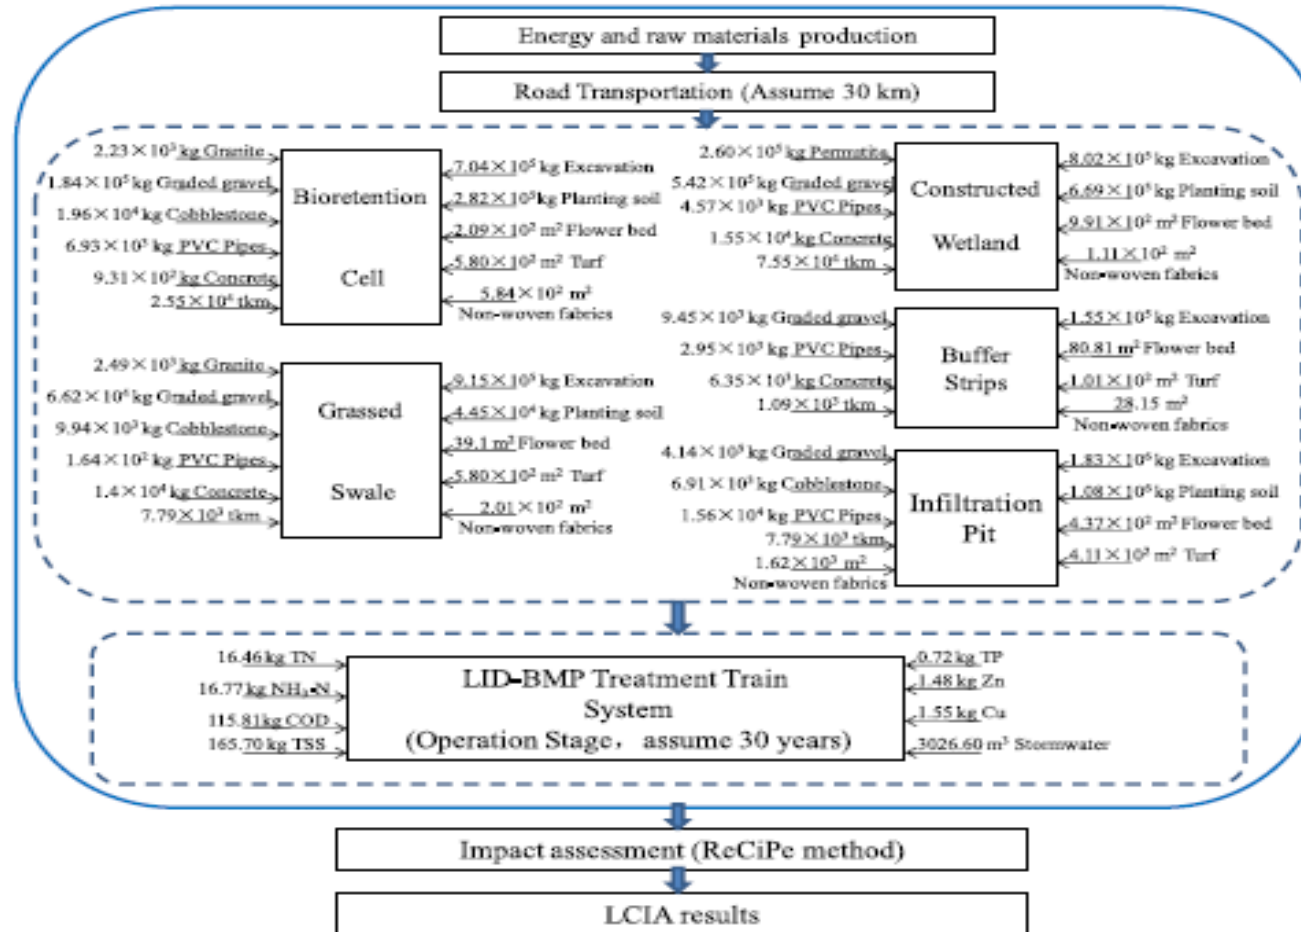 Energy and raw materials production
Road Transportation (Assume 30 km)
2.23×10³ kg Granite
1.84×10⁵ kg Graded gravel
1.96×10⁴ kg Cobblestone
6.93×10³ kg PVC Pipes
9.31×10² kg Concrete
2.55×10⁴ tkm
Bioretention
Cell
7.04×10⁵ kg Excavation
2.82×10⁵ kg Planting soil
2.09×10² m² Flower bed
5.80×10² m² Turf
5.84×10² m²
Non-woven fabrics
2.60×10⁵ kg Permutite
5.42×10⁵ kg Graded gravel
4.57×10³ kg PVC Pipes
1.55×10⁴ kg Concrete
7.55×10⁴ tkm
Constructed
Wetland
8.02×10⁵ kg Excavation
6.69×10⁵ kg Planting soil
9.91×10² m² Flower bed
1.11×10² m²
Non-woven fabrics
2.49×10³ kg Granite
6.62×10⁴ kg Graded gravel
9.94×10³ kg Cobblestone
1.64×10² kg PVC Pipes
1.4×10⁴ kg Concrete
7.79×10³ tkm
Grassed
Swale
9.15×10⁵ kg Excavation
4.45×10⁴ kg Planting soil
39.1 m² Flower bed
5.80×10² m² Turf
2.01×10² m²
Non-woven fabrics
9.45×10³ kg Graded gravel
2.95×10³ kg PVC Pipes
6.35×10³ kg Concrete
1.09×10³ tkm
Buffer
Strips
1.55×10⁵ kg Excavation
80.81 m² Flower bed
1.01×10² m² Turf
28.15 m²
Non-woven fabrics
4.14×10⁵ kg Graded gravel
6.91×10³ kg Cobblestone
1.56×10⁴ kg PVC Pipes
7.79×10³ tkm
1.62×10³ m²
Non-woven fabrics
Infiltration
Pit
1.83×10⁶ kg Excavation
1.08×10⁶ kg Planting soil
4.37×10² m² Flower bed
4.11×10³ m² Turf
16.46 kg TN
16.77 kg NH₃-N
115.81kg COD
165.70 kg TSS
LID-BMP Treatment Train
System
(Operation Stage, assume 30 years)
0.72 kg TP
1.48 kg Zn
1.55 kg Cu
3026.60 m³ Stormwater
Impact assessment (ReCiPe method)
LCIA results